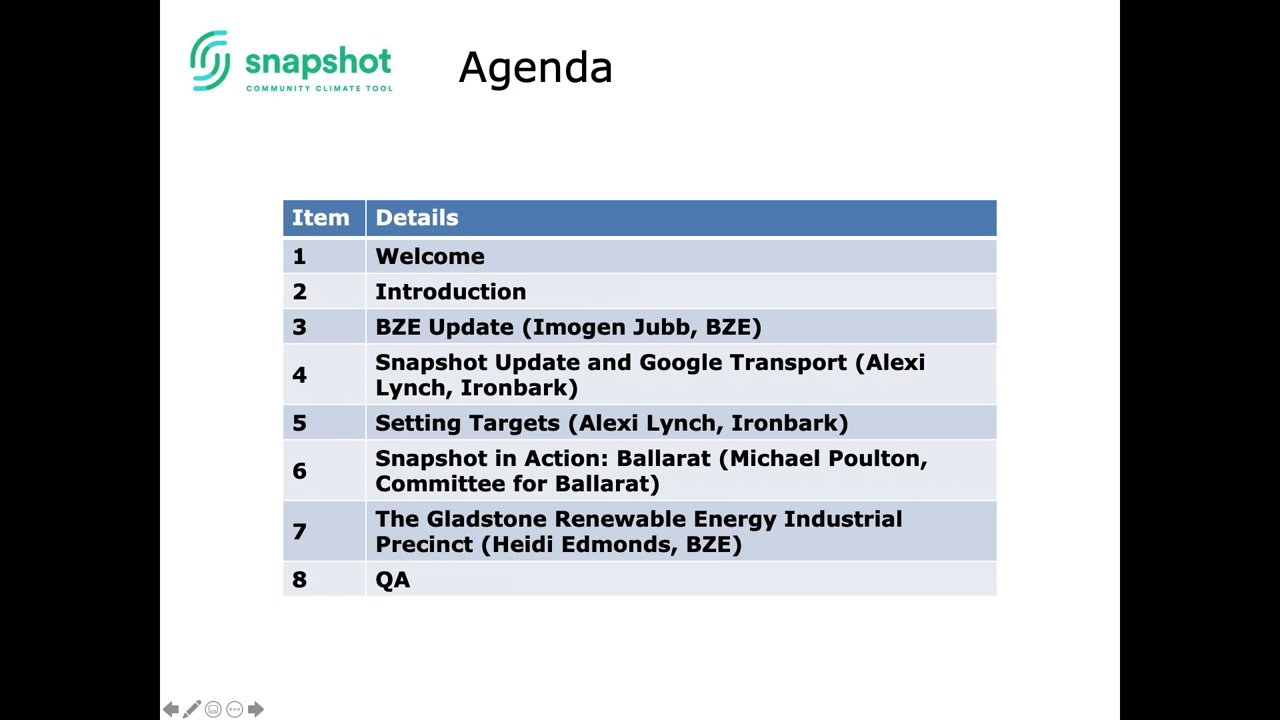 snapshot
COMMUNITY CLIMATE TOOL
Agenda
Item Details
1 Welcome
2 Introduction
3 BZE Update (Imogen Jubb, BZE)
4 Snapshot Update and Google Transport (Alexi
Lynch, Ironbark)
5 Setting Targets (Alexi Lynch, Ironbark)
6 Snapshot in Action: Ballarat (Michael Poulton,
Committee for Ballarat)
7 The Gladstone Renewable Energy Industrial
Precinct (Heidi Edmonds, BZE)
8 QA